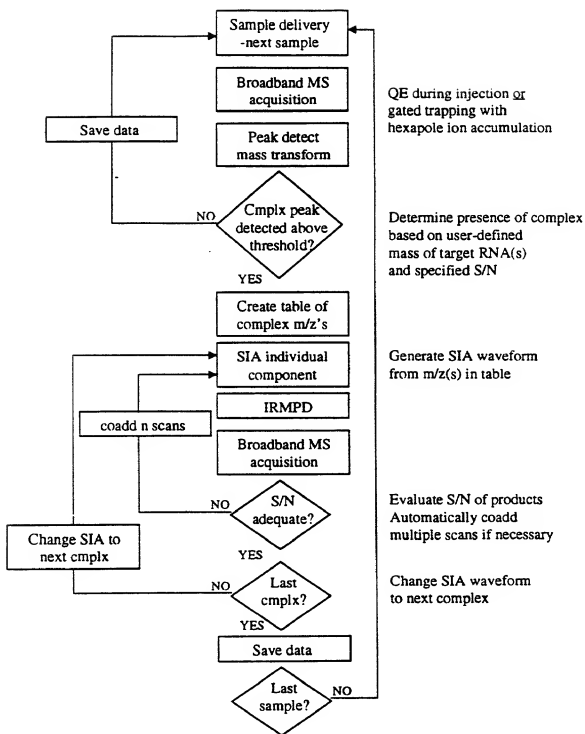 Sample delivery
-next sample
Broadband MS
acquisition
QE during injection or
gated trapping with
hexapole ion accumulation
Save data
Peak detect
mass transform
NO
Cmplx peak
detected above
threshold?
Determine presence of complex
based on user-defined
mass of target RNA(s)
and specified S/N
YES
Create table of
complex m/z's
SIA individual
component
Generate SIA waveform
from m/z(s) in table
IRMPD
coadd n scans
Broadband MS
acquisition
NO
S/N
adequate?
Evaluate S/N of products
Automatically coadd
multiple scans if necessary
Change SIA to
next cmplx
YES
NO
Last
cmplx?
Change SIA waveform
to next complex
YES
Save data
Last
sample?
NO